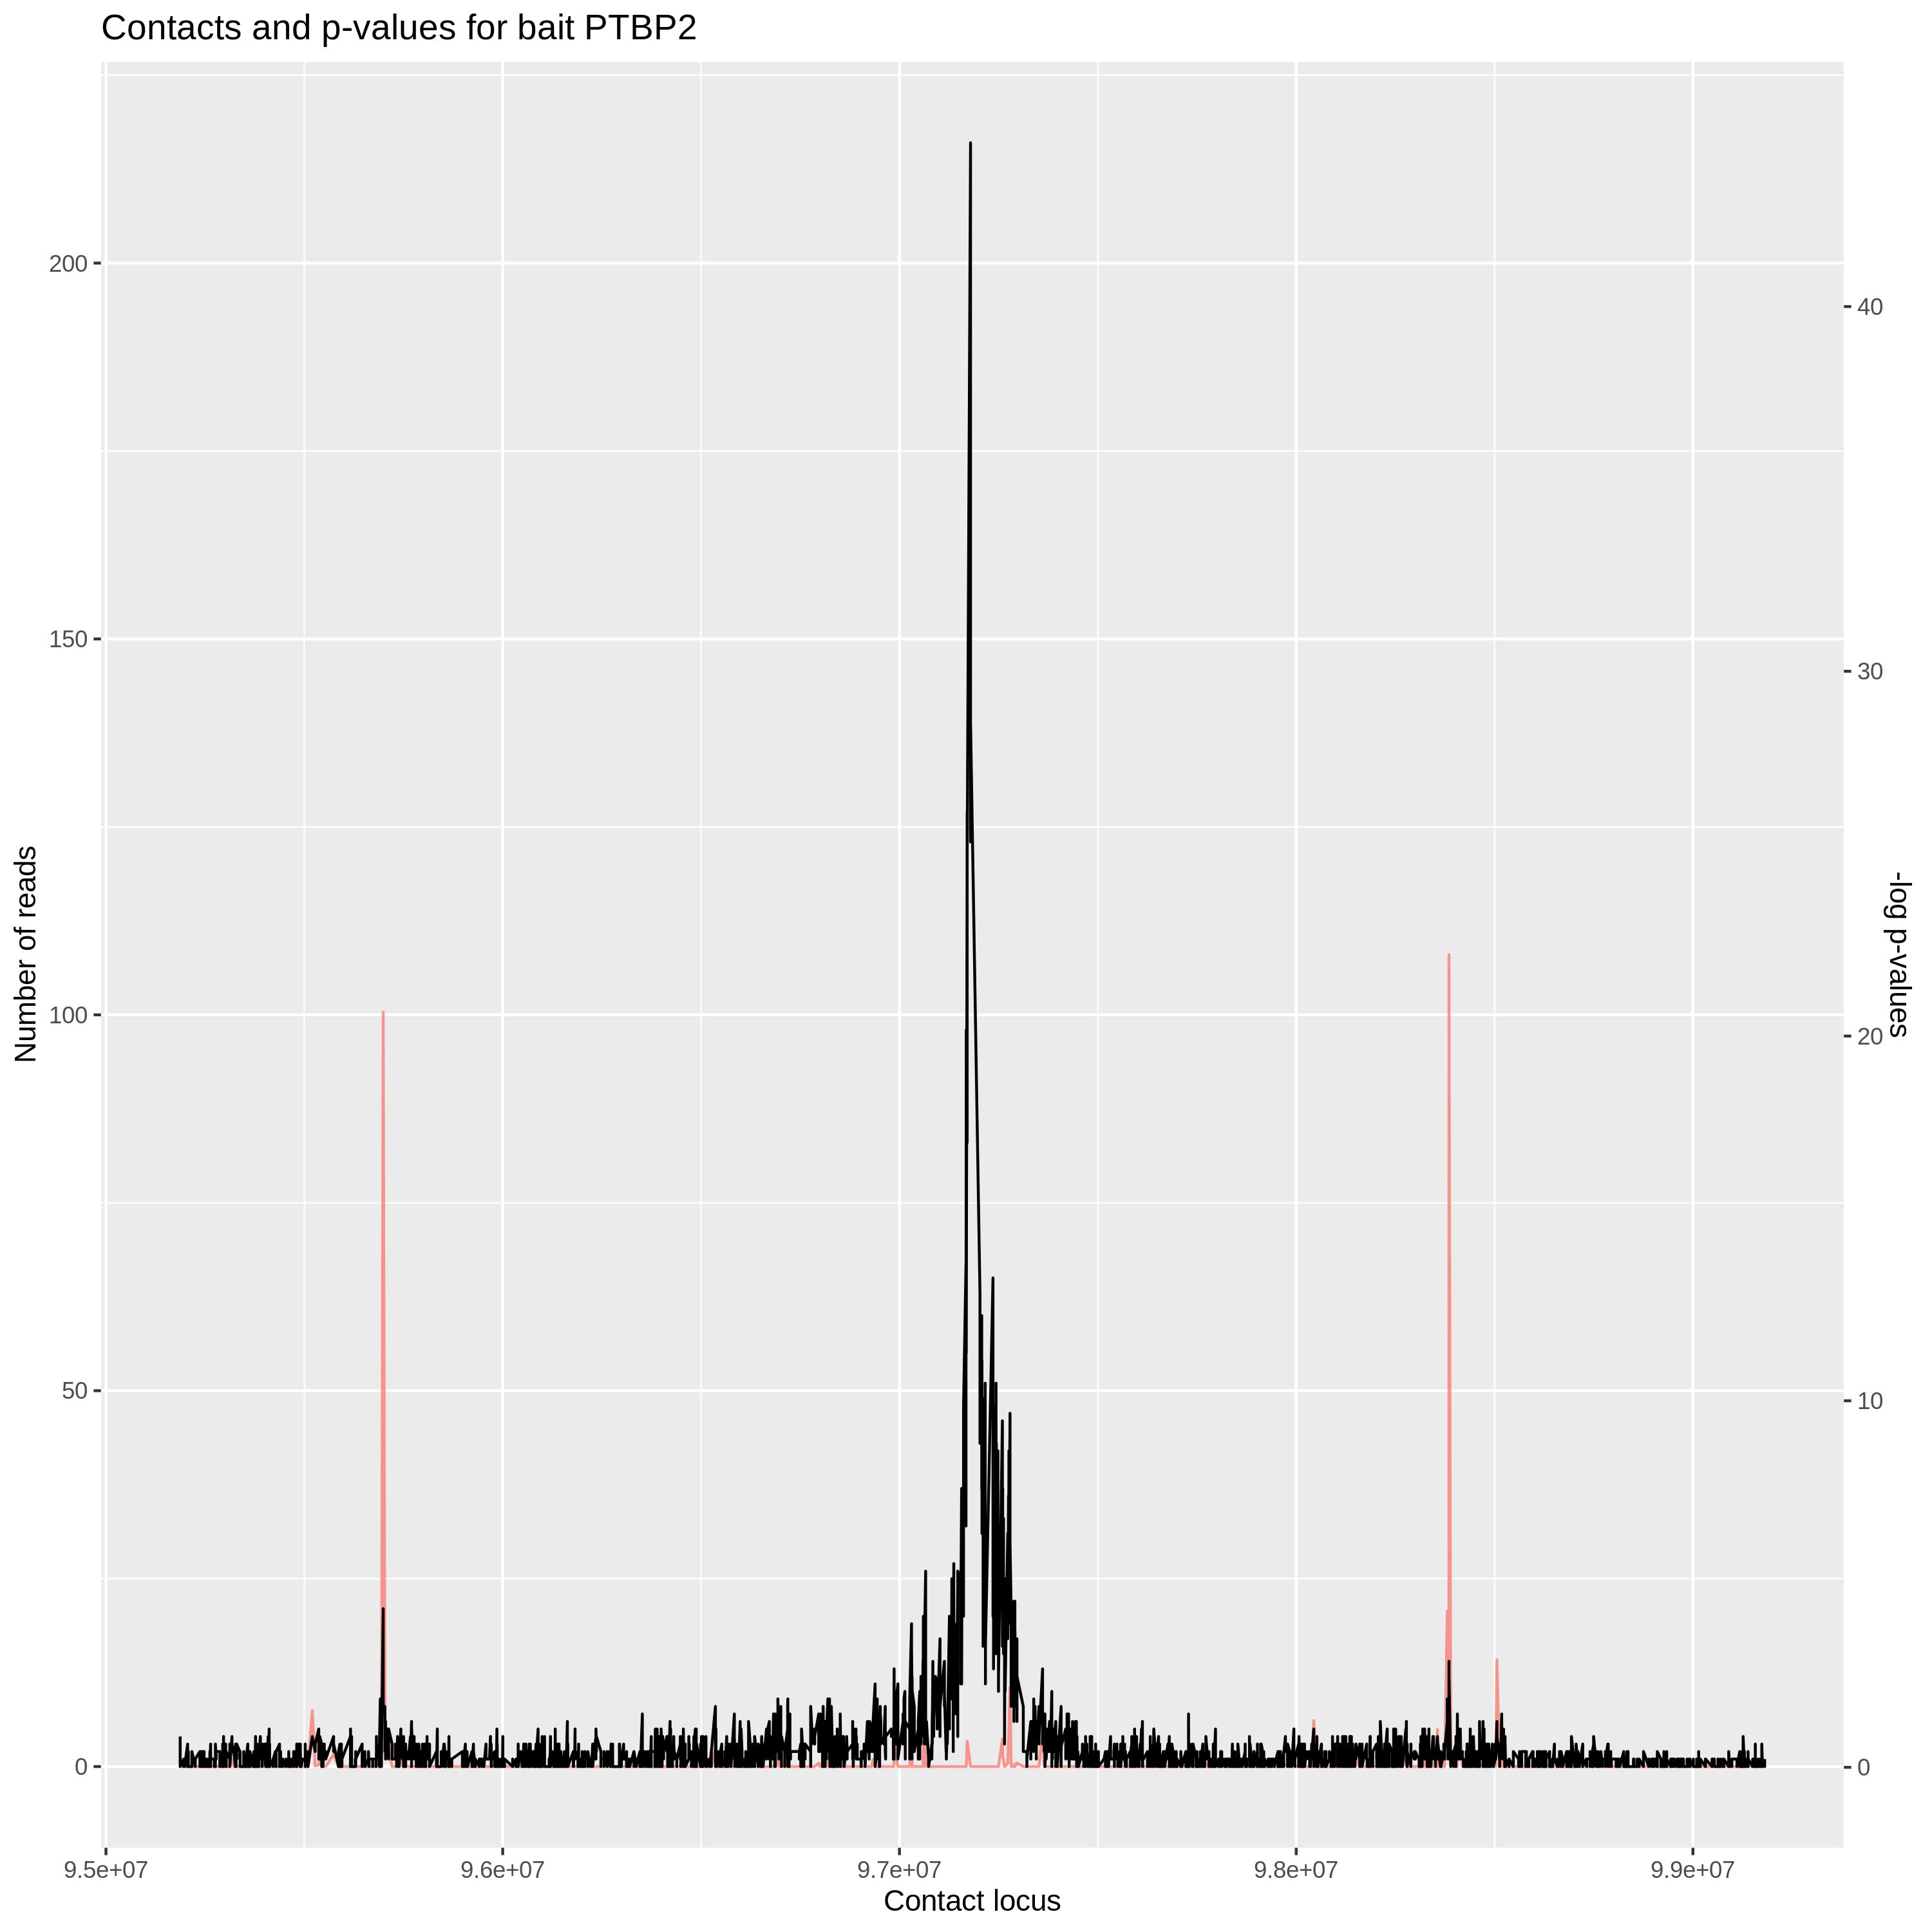 Contacts and p-values for bait PTBP2
200
150
100
50
0
Number of reads
40
30
20
10
0
-log p-values
9.5e+07
9.6e+07
9.7e+07
9.8e+07
9.9e+07
Contact locus